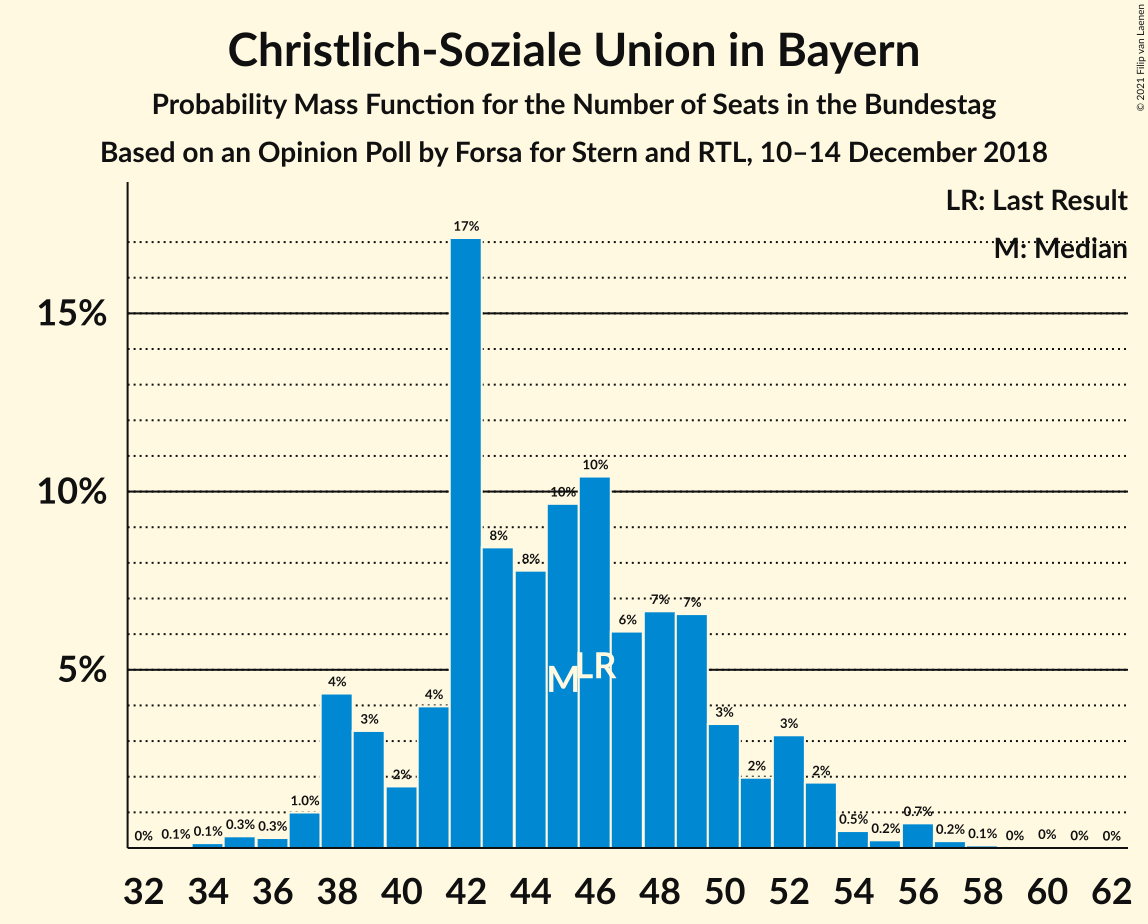 Christlich-Soziale Union in Bayern
Probability Mass Function for the Number of Seats in the Bundestag
Based on an Opinion Poll by Forsa for Stern and RTL, 10–14 December 2018
© 2021 Filip van Laenen
LR: Last Result
M: Median
15%
10%
5%
0% 0.1% 0.1% 0.3% 0.3% 1.0% 4% 3% 2% 4% 17% 8% 8% 10% 10% 6% 7% 7% 3% 2% 3% 2% 0.5% 0.2% 0.7% 0.2% 0.1% 0% 0% 0% 0%
M LR
32 34 36 38 40 42 44 46 48 50 52 54 56 58 60 62